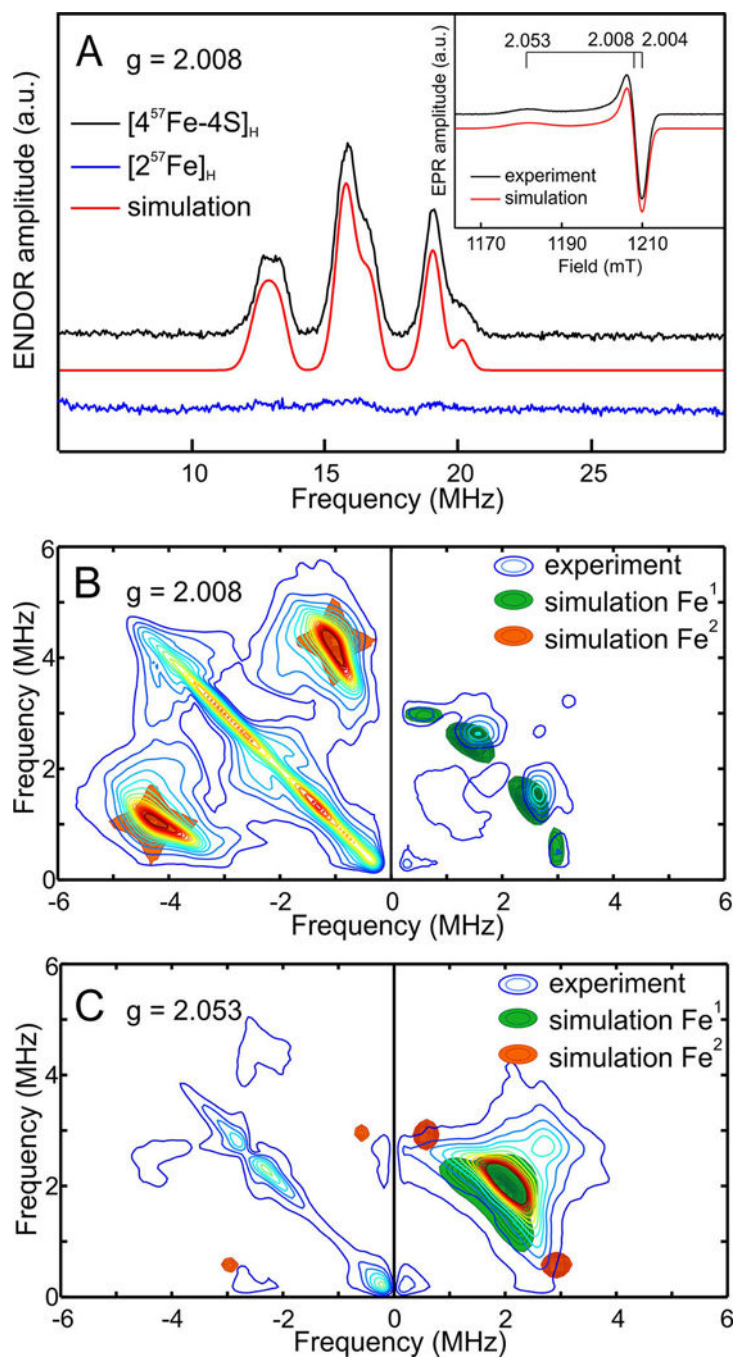 A
g = 2.008
[4⁵⁷Fe-4S]H
[2⁵⁷Fe]H
simulation
ENDOR amplitude (a.u.)
10 15 20 25
Frequency (MHz)
2.053 2.008 2.004
EPR amplitude (a.u.)
experiment
simulation
1170 1190 1210
Field (mT)
B
g = 2.008
experiment
simulation Fe¹
simulation Fe²
Frequency (MHz)
6
4
2
0
-6 -4 -2 0 2 4 6
Frequency (MHz)
C
g = 2.053
experiment
simulation Fe¹
simulation Fe²
Frequency (MHz)
6
4
2
0
-6 -4 -2 0 2 4 6
Frequency (MHz)